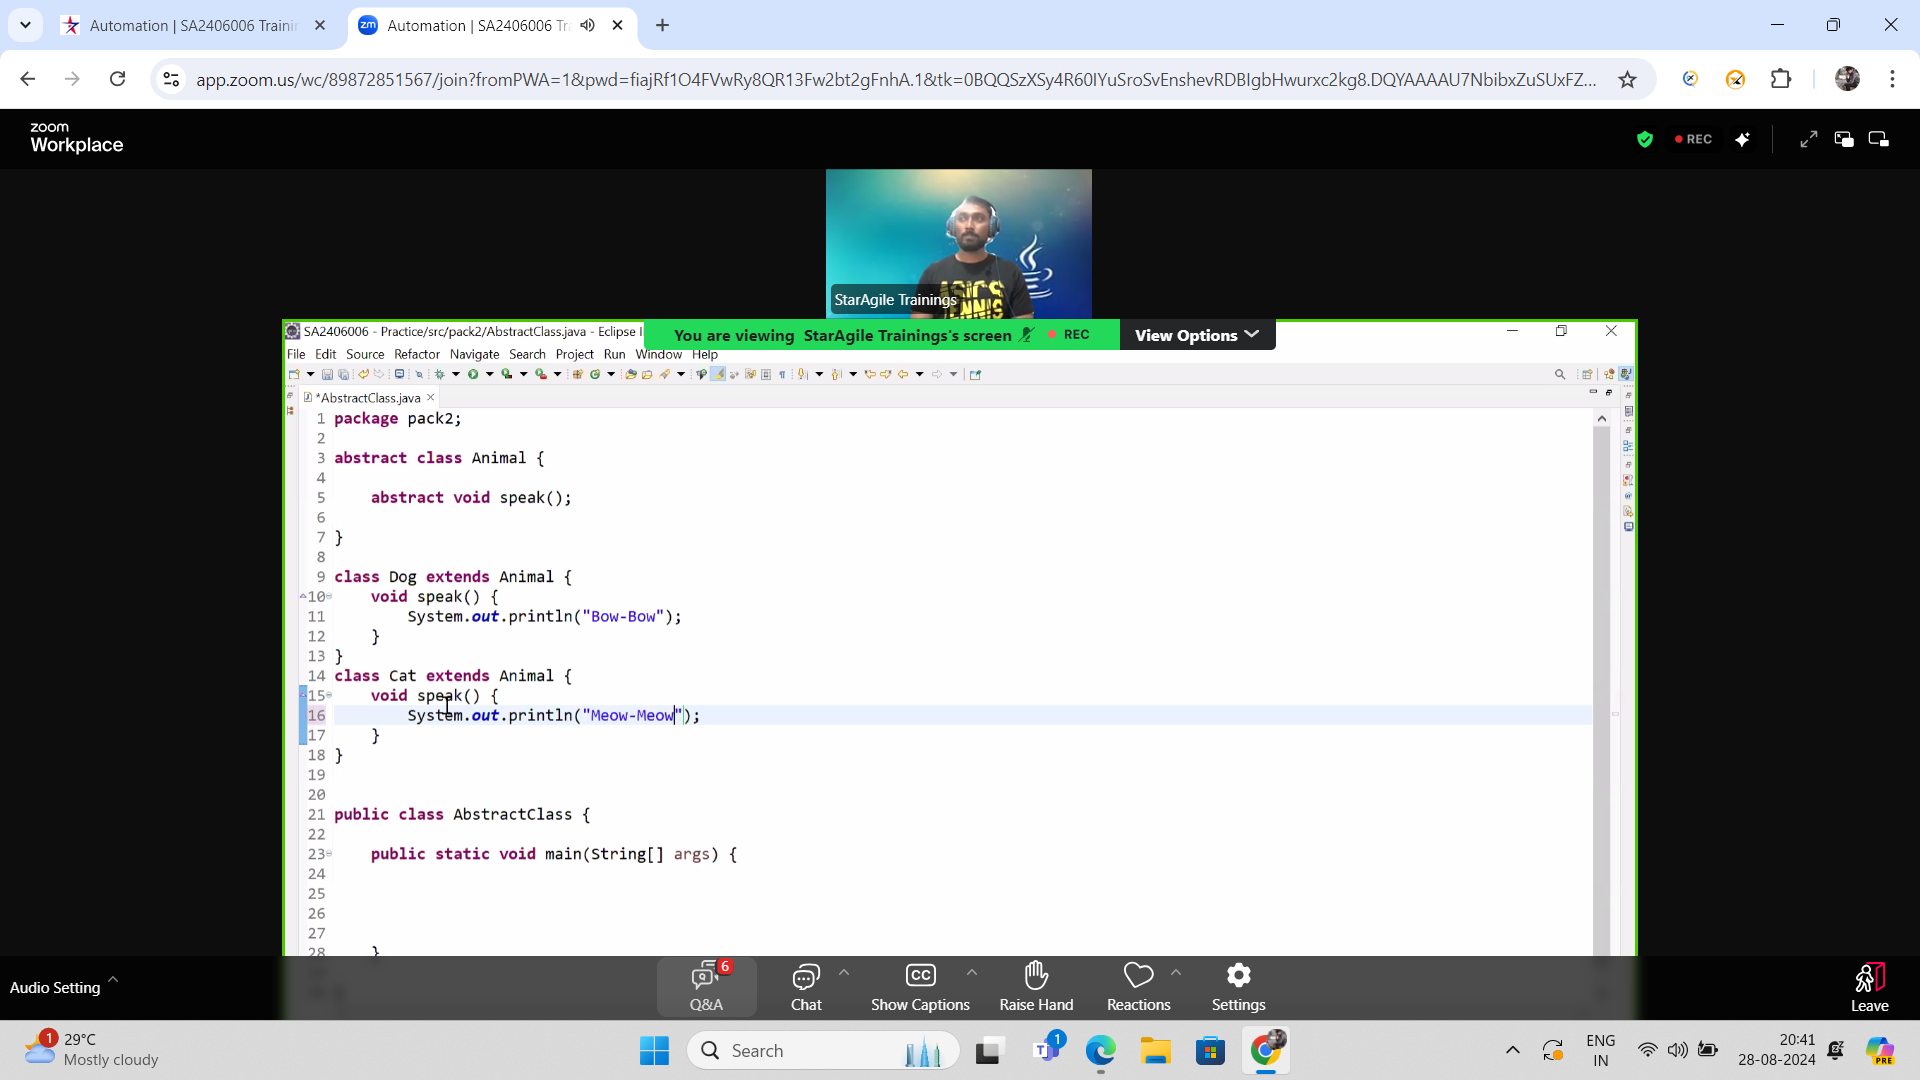 Automation | SA2406006 Traini
Automation | SA2406006 Tr
app.zoom.us/wc/89872851567/join?fromPWA=1&pwd=fiajRf1O4FVwRy8QR13Fw2bt2gFnhA.1&tk=0BQQSzXSy4R60lYuSroSvEnshevRDBIgbHwurxc2kg8.DQYAAAAU7NbibxZuSUxFZ...
zoom
Workplace
REC
ASICS
TENNIS
StarAgile Trainings
SA2406006 - Practice/src/pack2/AbstractClass.java - Eclipse I
You are viewing StarAgile Trainings's screen REC
View Options
File Edit Source Refactor Navigate Search Project Run Window Help
*AbstractClass.java
1 package pack2;
2
3 abstract class Animal {
4
5 abstract void speak();
6
7 }
8
9 class Dog extends Animal {
10 void speak() {
11 System.out.println("Bow-Bow");
12 }
13 }
14 class Cat extends Animal {
15 void speak() {
16 System.out.println("Meow-Meow");
17 }
18 }
19
20
21 public class AbstractClass {
22
23 public static void main(String[] args) {
24
25
26
27
28 }
Audio Setting
6
Q&A
Chat
CC
Show Captions
Raise Hand
Reactions
Settings
Leave
1
29°C
Mostly cloudy
Search
1
ENG
IN
20:41
28-08-2024
PRE